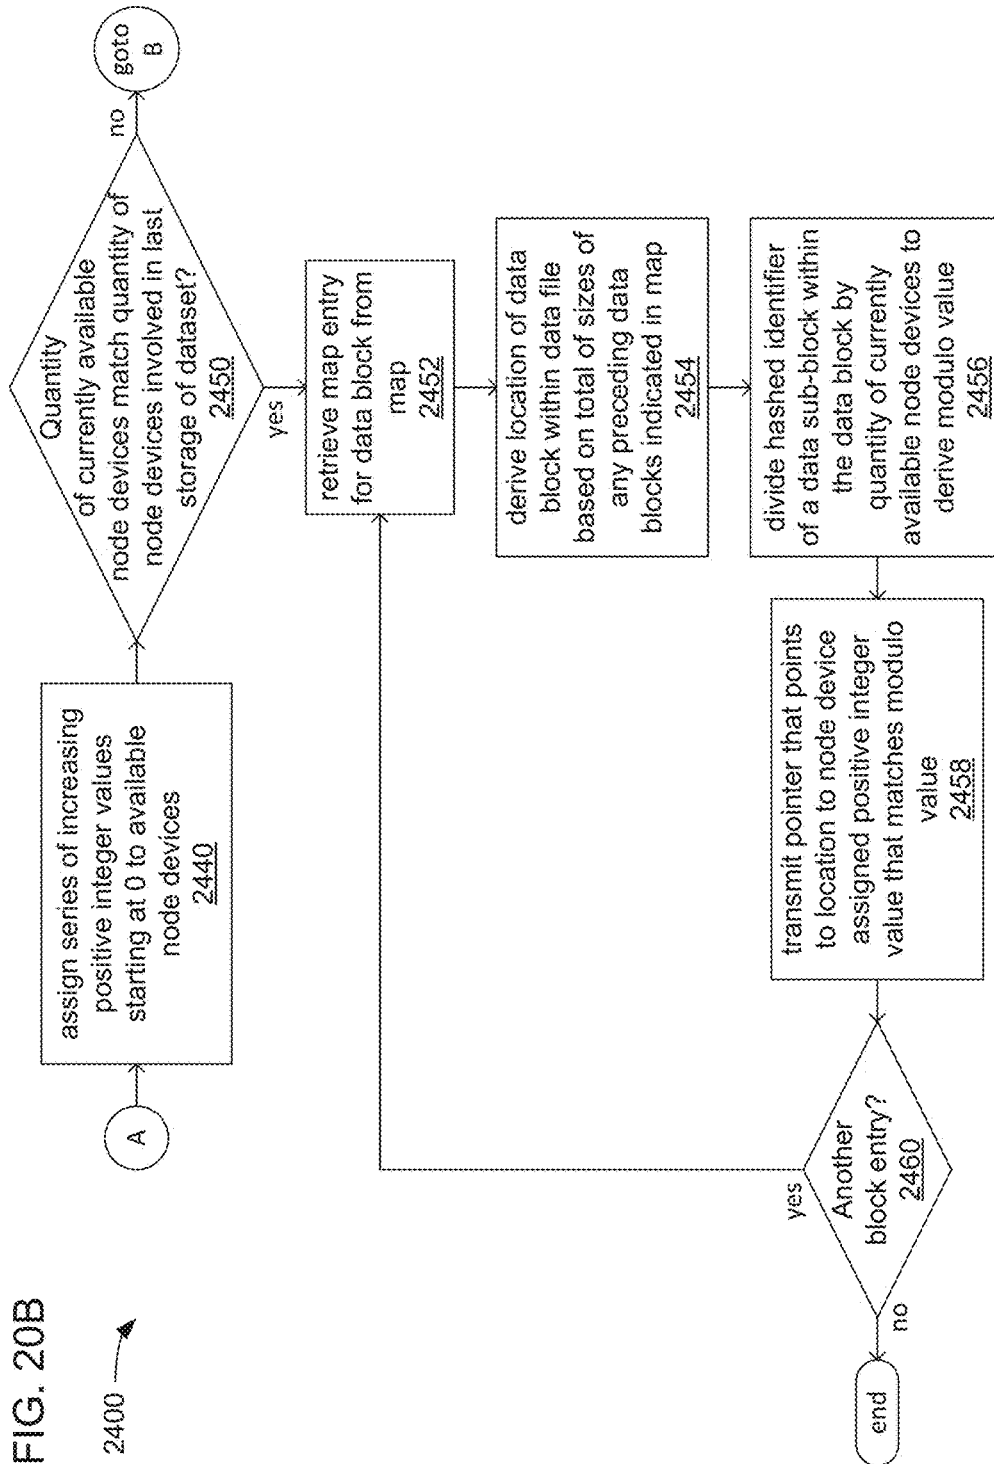 FIG. 20B
2400
A
assign series of increasing
positive integer values
starting at 0 to available
node devices
2440
Quantity
of currently available
node devices match quantity of
node devices involved in last
storage of dataset?
2450
no
goto
B
yes
retrieve map entry
for data block from
map
2452
derive location of data
block within data file
based on total of sizes of
any preceding data
blocks indicated in map
2454
divide hashed identifier
of a data sub-block within
the data block by
quantity of currently
available node devices to
derive modulo value
2456
transmit pointer that points
to location to node device
assigned positive integer
value that matches modulo
value
2458
Another
block entry?
2460
yes
no
end